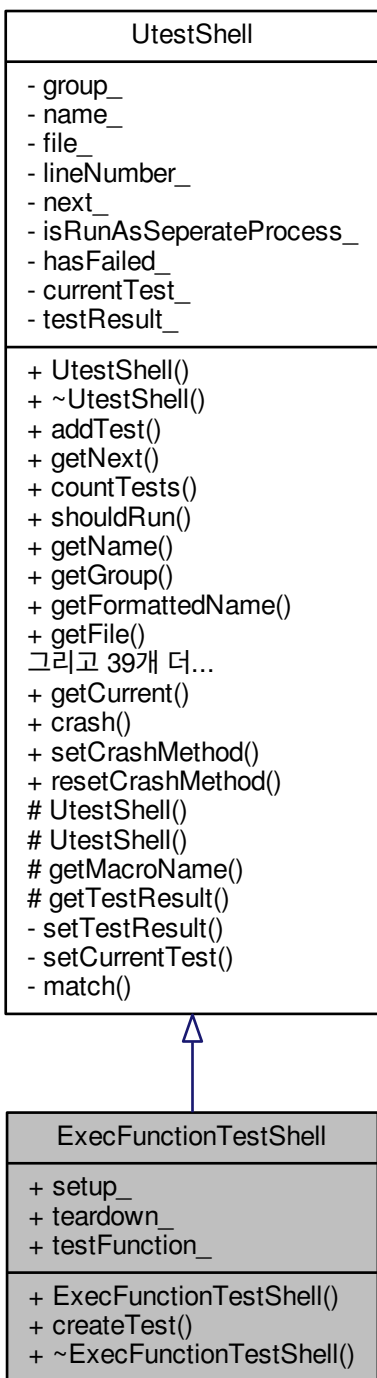 UtestShell
- group_
- name_
- file_
- lineNumber_
- next_
- isRunAsSeperateProcess_
- hasFailed_
- currentTest_
- testResult_
+ UtestShell()
+ ~UtestShell()
+ addTest()
+ getNext()
+ countTests()
+ shouldRun()
+ getName()
+ getGroup()
+ getFormattedName()
+ getFile()
그리고 39개 더...
+ getCurrent()
+ crash()
+ setCrashMethod()
+ resetCrashMethod()
# UtestShell()
# UtestShell()
# getMacroName()
# getTestResult()
- setTestResult()
- setCurrentTest()
- match()
ExecFunctionTestShell
+ setup_
+ teardown_
+ testFunction_
+ ExecFunctionTestShell()
+ createTest()
+ ~ExecFunctionTestShell()